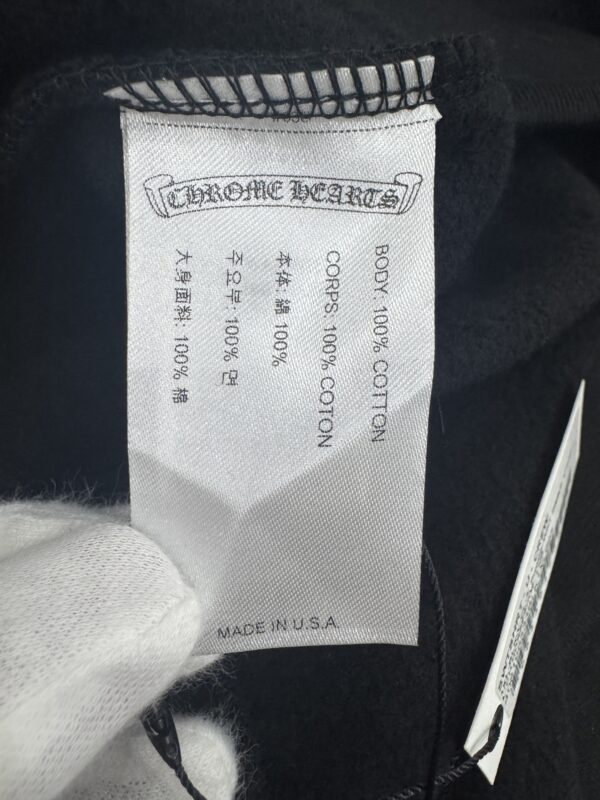 CHROME HEARTS
BODY: 100% COTTON
CORPS: 100% COTON
本体: 綿 100%
주요부: 100% 면
大身面料: 100% 棉
MADE IN U.S.A.